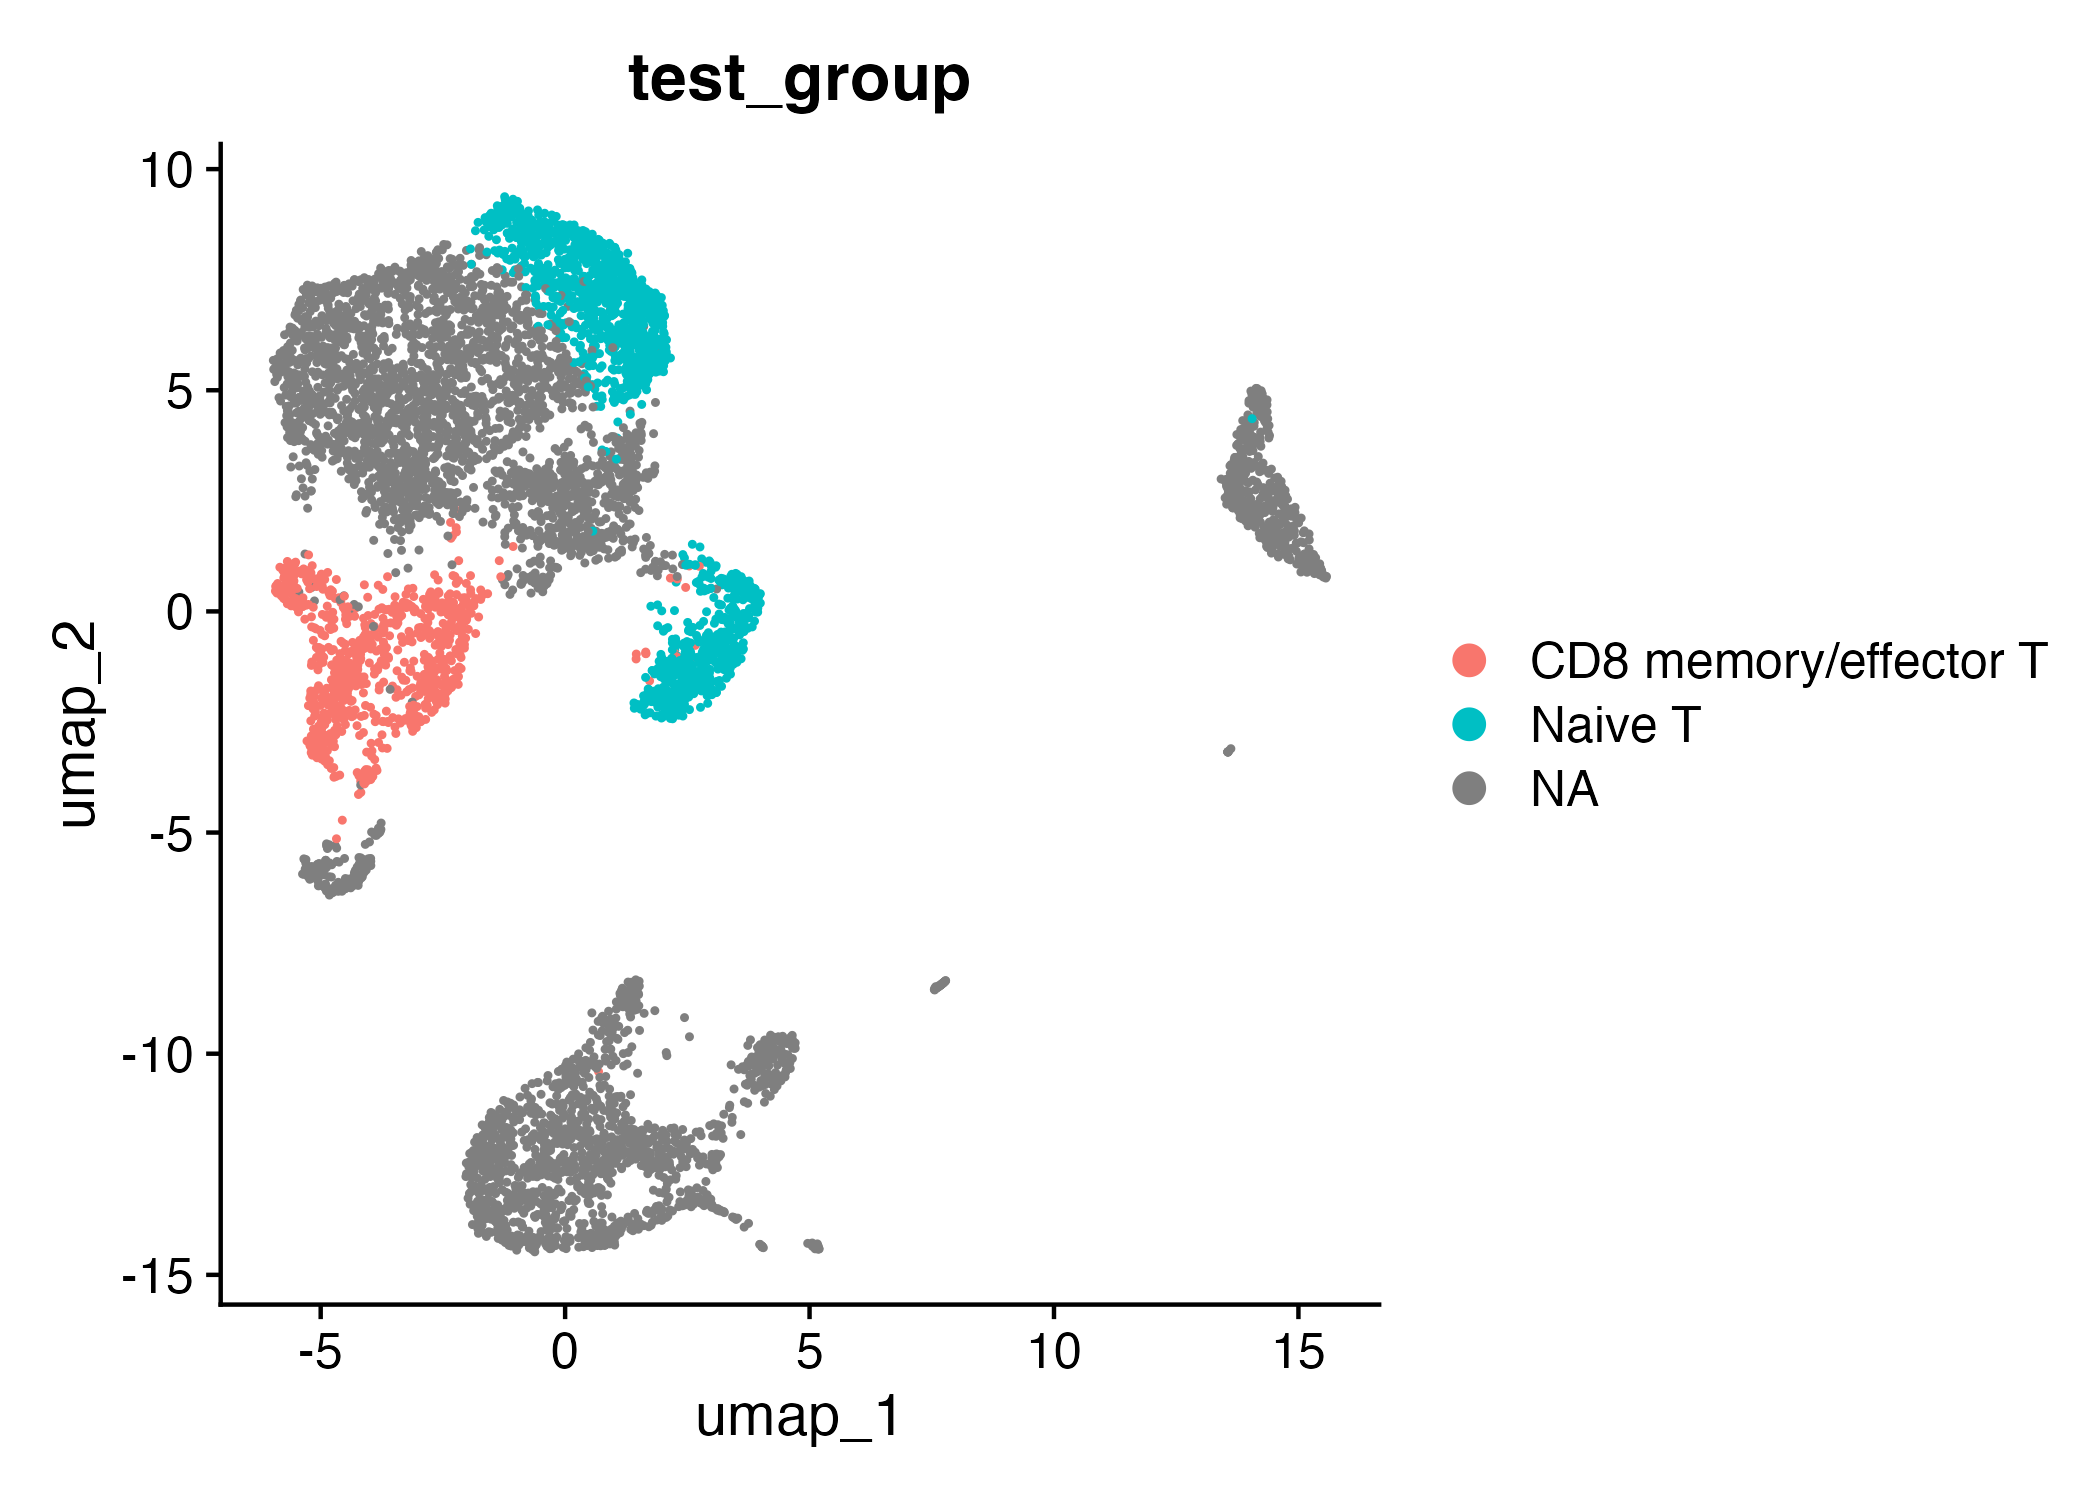 test_group
10
5
0
-5
-10
-15
umap_2
-5 0 5 10 15
umap_1
CD8 memory/effector T
Naive T
NA